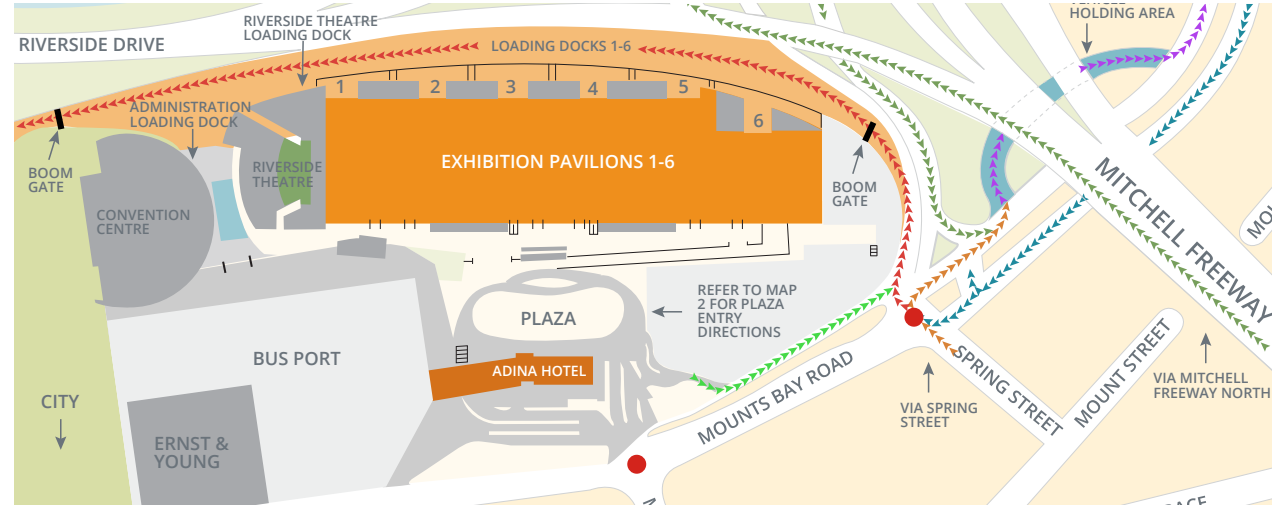 HOLDING AREA
RIVERSIDE THEATRE
LOADING DOCK
RIVERSIDE DRIVE
LOADING DOCKS 1-6
1
2
3
4
5
6
ADMINISTRATION
LOADING DOCK
BOOM
GATE
RIVERSIDE
THEATRE
EXHIBITION PAVILIONS 1-6
BOOM
GATE
CONVENTION
CENTRE
MITCHELL FREEWAY
REFER TO MAP
2 FOR PLAZA
ENTRY
DIRECTIONS
PLAZA
BUS PORT
ADINA HOTEL
CITY
ERNST &
YOUNG
MOUNTS BAY ROAD
SPRING STREET
MOUNT STREET
VIA SPRING
STREET
VIA MITCHELL
FREEWAY NORTH